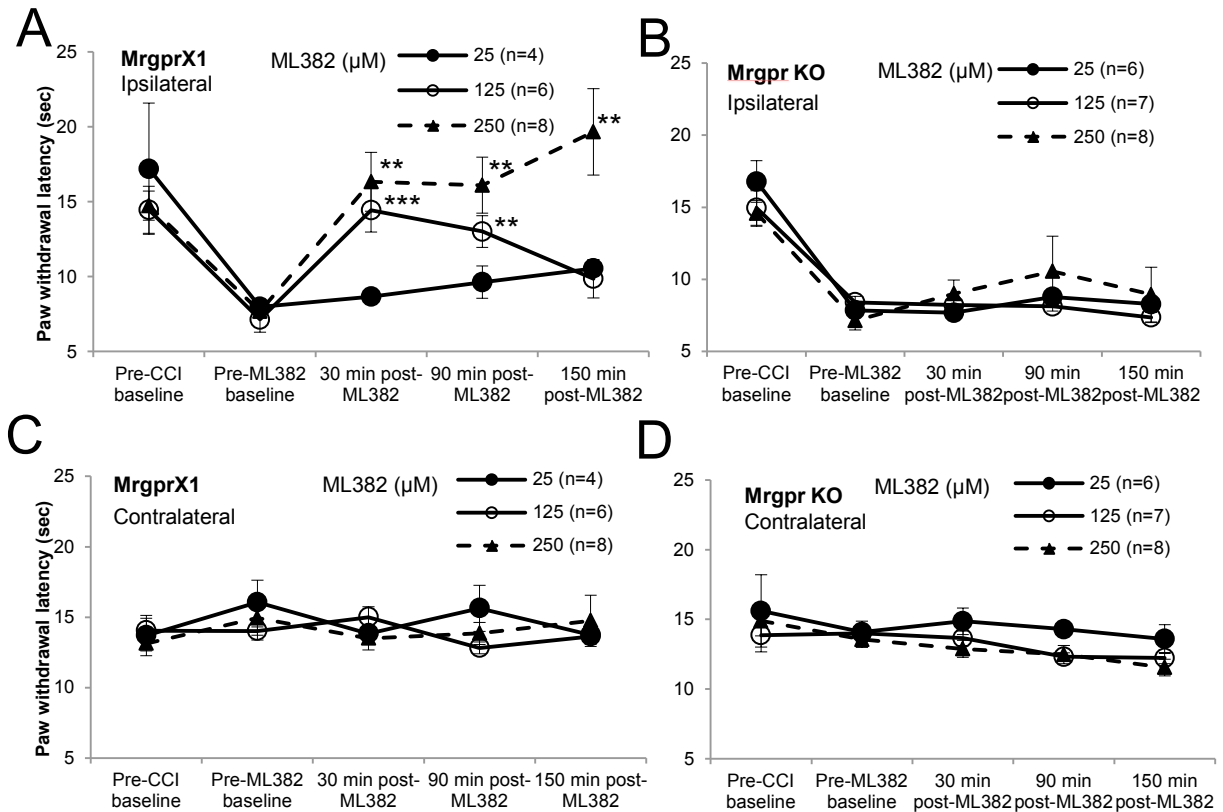 A
MrgprX1
Ipsilateral
ML382 (µM)
25 (n=4)
125 (n=6)
250 (n=8)
Paw withdrawal latency (sec)
25
20
15
10
5
**
***
**
**
**
Pre-CCI
baseline
Pre-ML382
baseline
30 min post-
ML382
90 min post-
ML382
150 min
post-ML382
B
Mrgpr KO
Ipsilateral
ML382 (µM)
25 (n=6)
125 (n=7)
250 (n=8)
25
20
15
10
5
Pre-CCI
baseline
Pre-ML382
baseline
30 min
post-ML382
90 min
post-ML382
150 min
post-ML382
C
MrgprX1
Contralateral
ML382 (µM)
25 (n=4)
125 (n=6)
250 (n=8)
Paw withdrawal latency (sec)
25
20
15
10
5
Pre-CCI
baseline
Pre-ML382
baseline
30 min post-
ML382
90 min post-
ML382
150 min post-
ML382
D
Mrgpr KO
Contralateral
ML382 (µM)
25 (n=6)
125 (n=7)
250 (n=8)
25
20
15
10
5
Pre-CCI
baseline
Pre-ML382
baseline
30 min
post-ML382
90 min
post-ML382
150 min
post-ML382